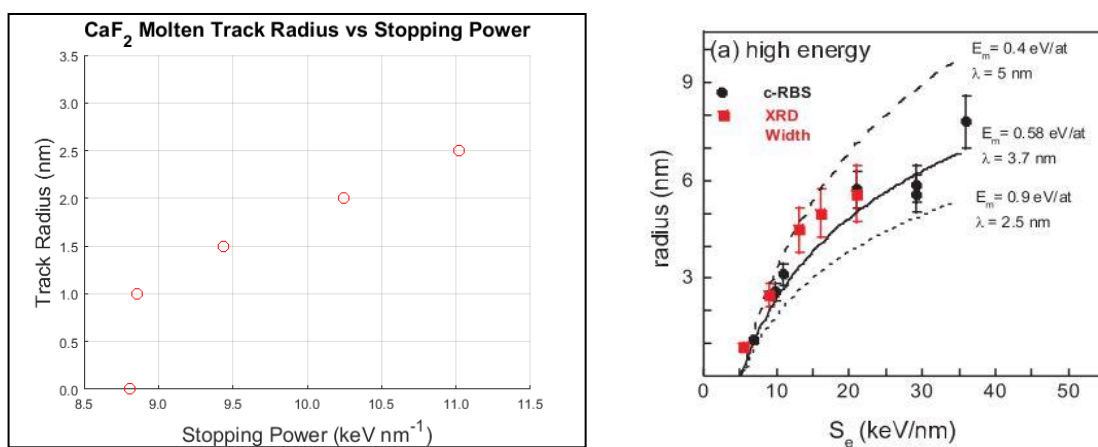 CaF2 Molten Track Radius vs Stopping Power
3.5
3.0
2.5
2.0
1.5
1.0
0.5
0.0
Track Radius (nm)
8.5 9.0 9.5 10.0 10.5 11.0 11.5
Stopping Power (keV nm-1)
(a) high energy
c-RBS
XRD
Width
Em= 0.4 eV/at
λ = 5 nm
Em= 0.58 eV/at
λ = 3.7 nm
Em= 0.9 eV/at
λ = 2.5 nm
9
6
3
radius (nm)
0 10 20 30 40 50
Se (keV/nm)